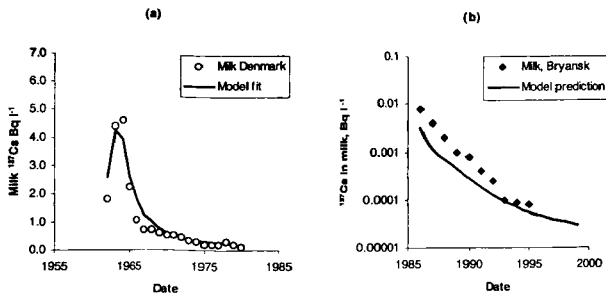 (a)
7.0
6.0
5.0
4.0
3.0
2.0
1.0
0.0
Milk ¹³⁷Cs Bq l⁻¹
Milk Denmark
Model fit
1955
1965
1975
1985
Date
(b)
0.1
0.01
0.001
0.0001
0.00001
¹³⁷Cs in milk, Bq l⁻¹
Milk, Bryansk
Model prediction
1985
1990
1995
2000
Date